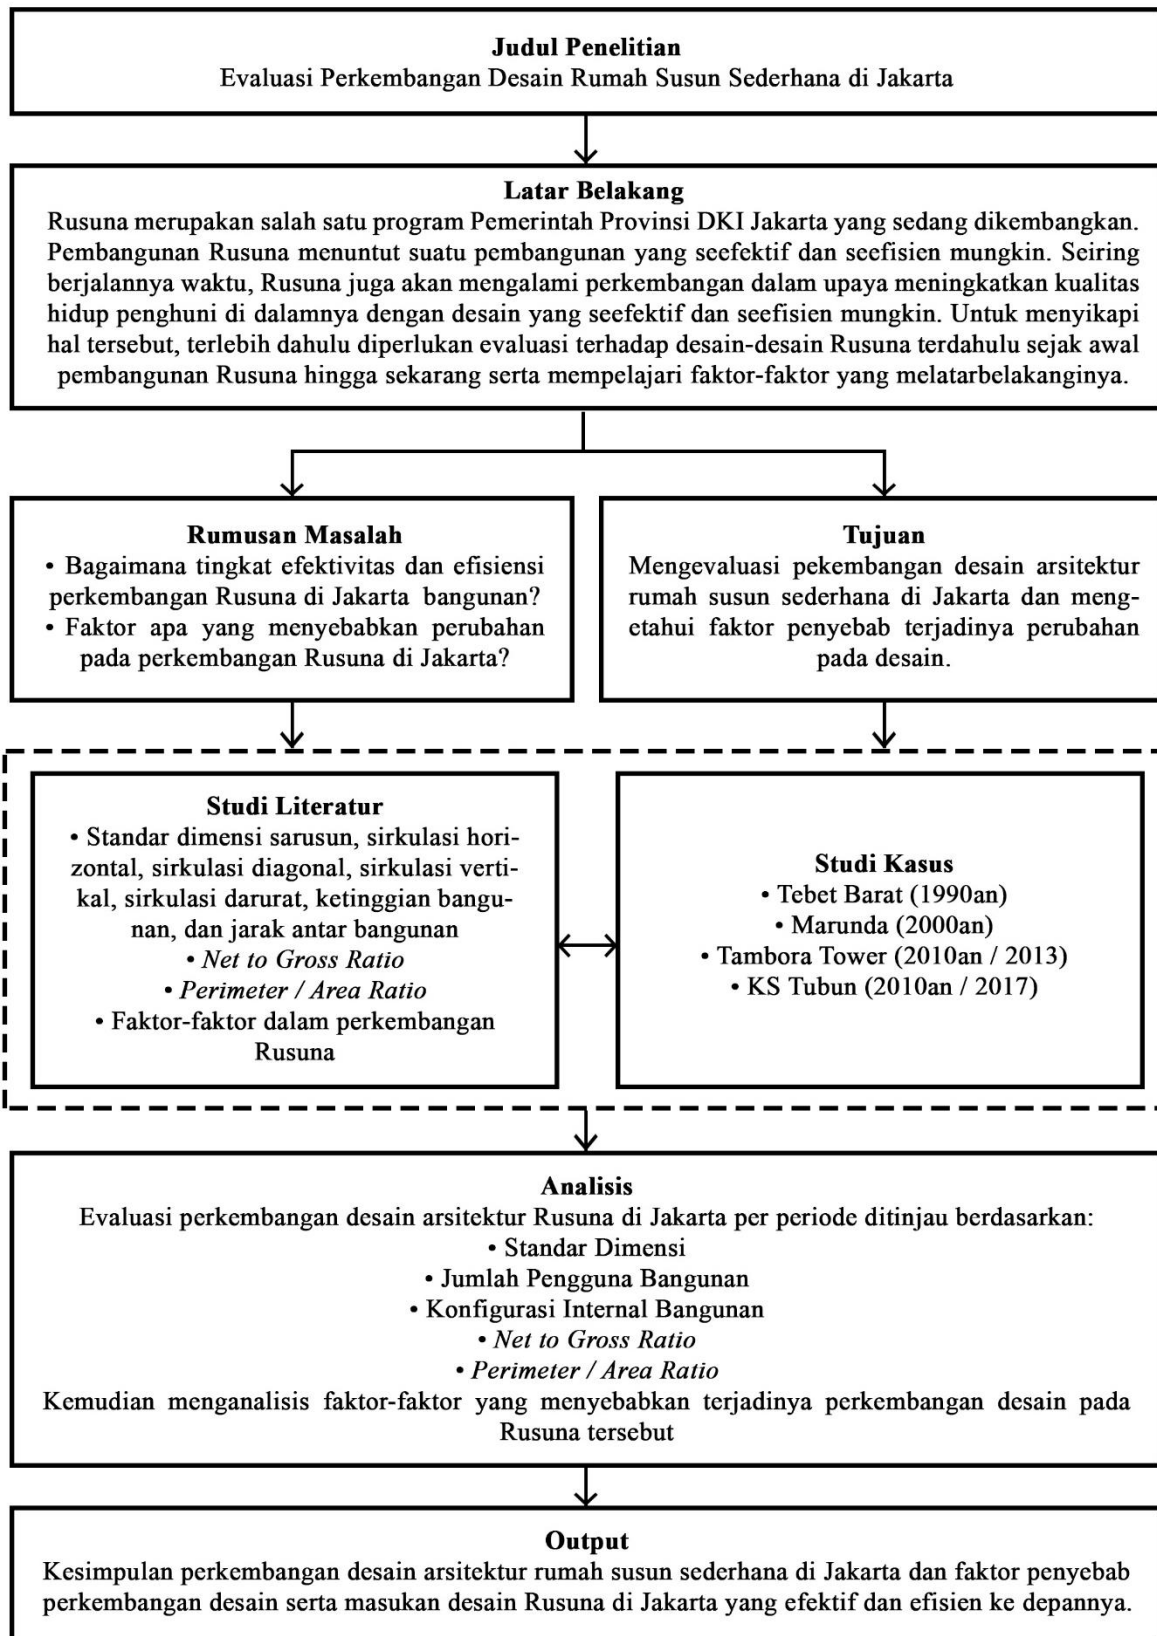 Judul Penelitian
Evaluasi Perkembangan Desain Rumah Susun Sederhana di Jakarta
Latar Belakang
Rusuna merupakan salah satu program Pemerintah Provinsi DKI Jakarta yang sedang dikembangkan.
Pembangunan Rusuna menuntut suatu pembangunan yang seefektif dan seefisien mungkin. Seiring
berjalannya waktu, Rusuna juga akan mengalami perkembangan dalam upaya meningkatkan kualitas
hidup penghuni di dalamnya dengan desain yang seefektif dan seefisien mungkin. Untuk menyikapi
hal tersebut, terlebih dahulu diperlukan evaluasi terhadap desain-desain Rusuna terdahulu sejak awal
pembangunan Rusuna hingga sekarang serta mempelajari faktor-faktor yang melatarbelakanginya.
Rumusan Masalah
• Bagaimana tingkat efektivitas dan efisiensi
perkembangan Rusuna di Jakarta bangunan?
• Faktor apa yang menyebabkan perubahan
pada perkembangan Rusuna di Jakarta?
Tujuan
Mengevaluasi pekembangan desain arsitektur
rumah susun sederhana di Jakarta dan meng-
etahui faktor penyebab terjadinya perubahan
pada desain.
Studi Literatur
• Standar dimensi sarusun, sirkulasi hori-
zontal, sirkulasi diagonal, sirkulasi verti-
kal, sirkulasi darurat, ketinggian bangu-
nan, dan jarak antar bangunan
• Net to Gross Ratio
• Perimeter / Area Ratio
• Faktor-faktor dalam perkembangan
Rusuna
Studi Kasus
• Tebet Barat (1990an)
• Marunda (2000an)
• Tambora Tower (2010an / 2013)
• KS Tubun (2010an / 2017)
Analisis
Evaluasi perkembangan desain arsitektur Rusuna di Jakarta per periode ditinjau berdasarkan:
• Standar Dimensi
• Jumlah Pengguna Bangunan
• Konfigurasi Internal Bangunan
• Net to Gross Ratio
• Perimeter / Area Ratio
Kemudian menganalisis faktor-faktor yang menyebabkan terjadinya perkembangan desain pada
Rusuna tersebut
Output
Kesimpulan perkembangan desain arsitektur rumah susun sederhana di Jakarta dan faktor penyebab
perkembangan desain serta masukan desain Rusuna di Jakarta yang efektif dan efisien ke depannya.